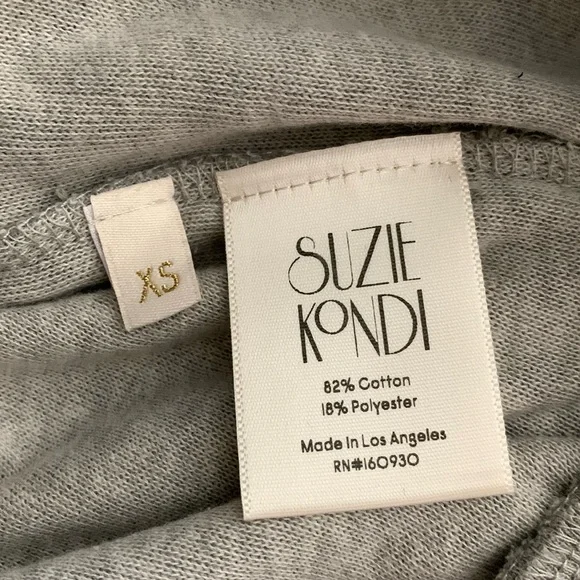 XS
SUZIE
KONDI
82% Cotton
18% Polyester
Made In Los Angeles
RN#160930